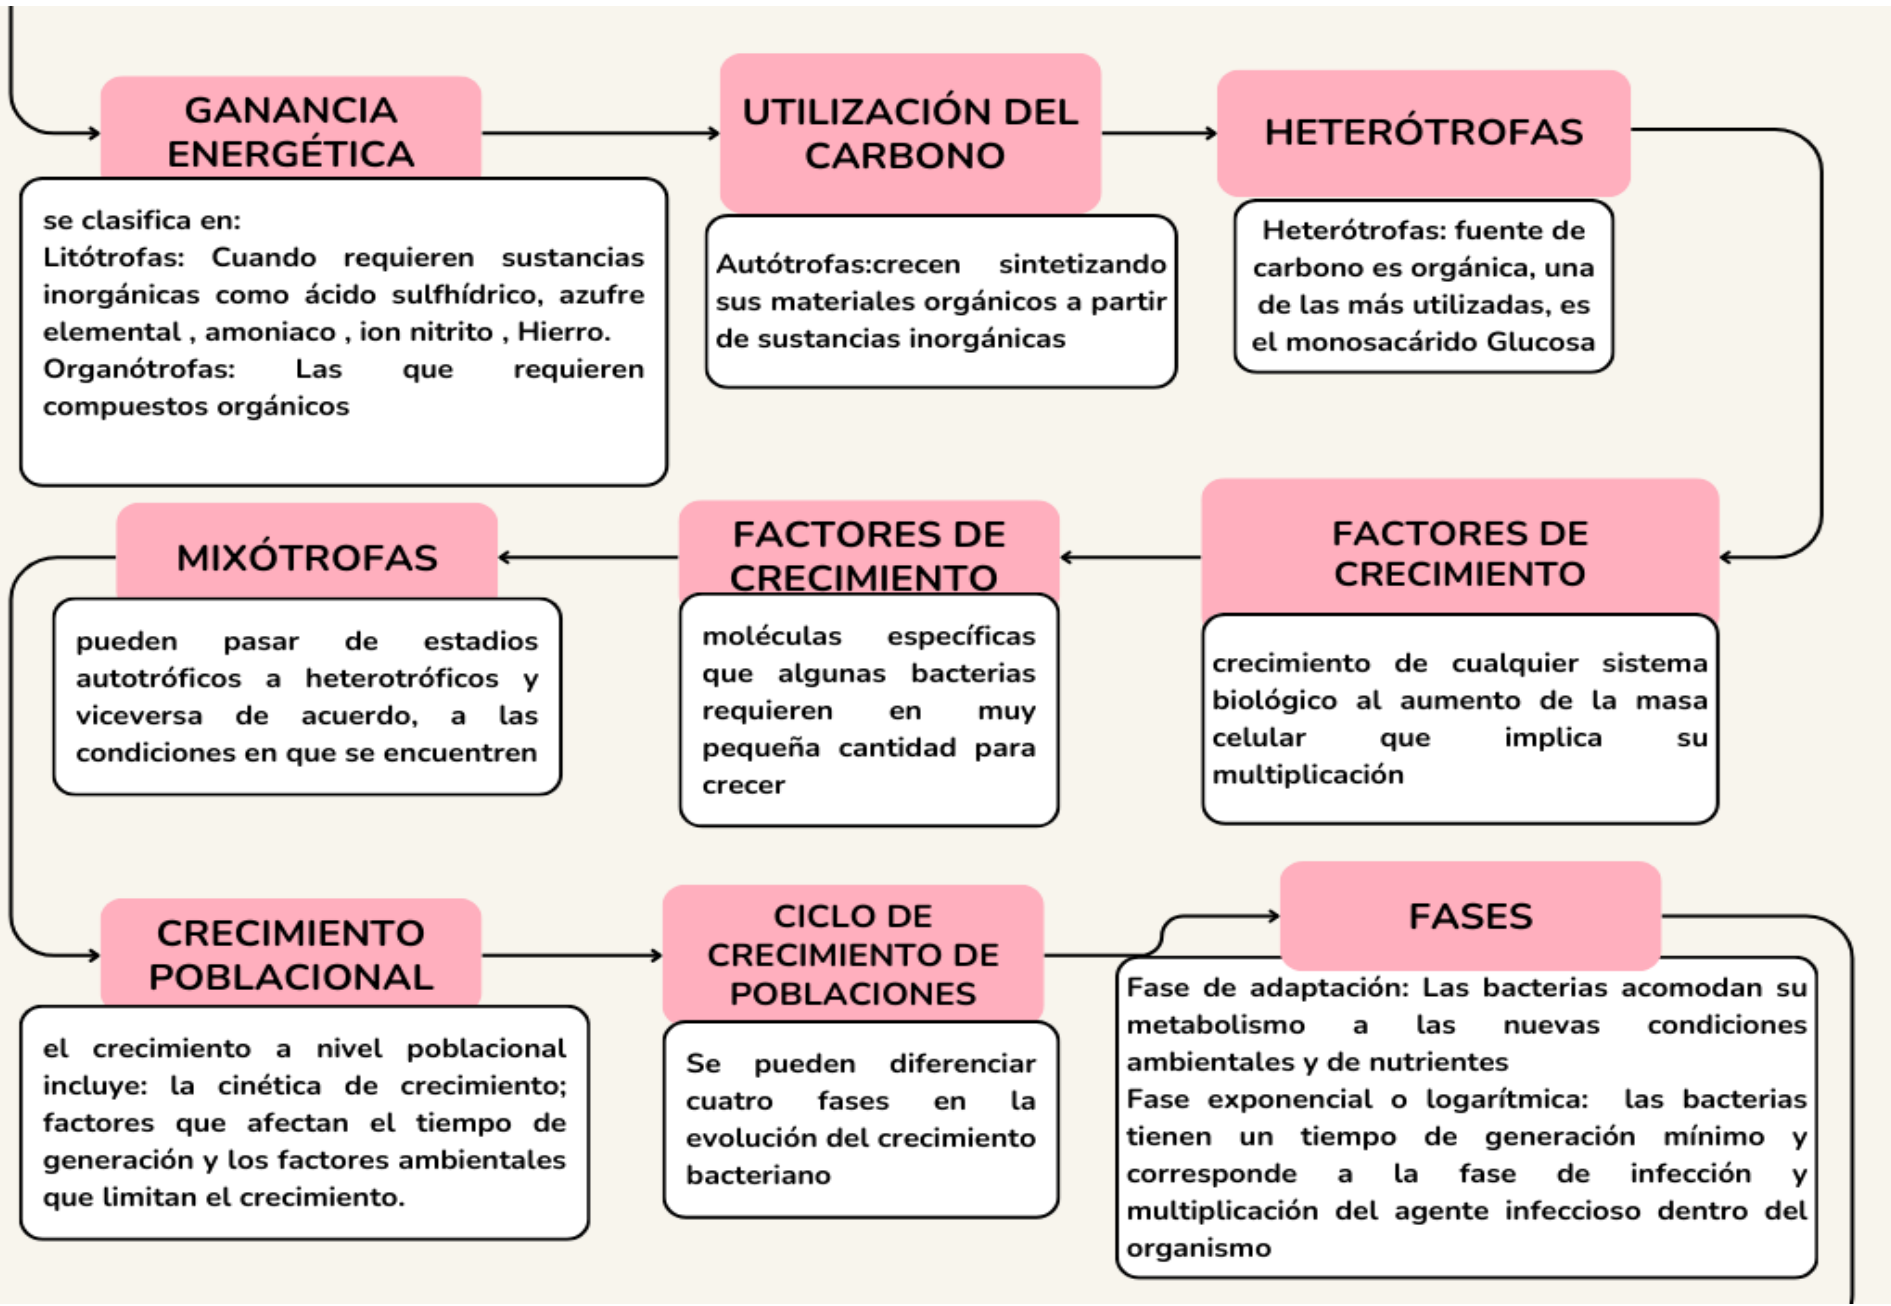 GANANCIA
ENERGÉTICA
se clasifica en:
Litótrofas: Cuando requieren sustancias
inorgánicas como ácido sulfhídrico, azufre
elemental , amoniaco , ion nitrito , Hierro.
Organótrofas: Las que requieren
compuestos orgánicos
UTILIZACIÓN DEL
CARBONO
Autótrofas:crecen sintetizando
sus materiales orgánicos a partir
de sustancias inorgánicas
HETERÓTROFAS
Heterótrofas: fuente de
carbono es orgánica, una
de las más utilizadas, es
el monosacárido Glucosa
FACTORES DE
CRECIMIENTO
crecimiento de cualquier sistema
biológico al aumento de la masa
celular que implica su
multiplicación
FACTORES DE
CRECIMIENTO
moléculas específicas
que algunas bacterias
requieren en muy
pequeña cantidad para
crecer
MIXÓTROFAS
pueden pasar de estadios
autotróficos a heterotróficos y
viceversa de acuerdo, a las
condiciones en que se encuentren
CRECIMIENTO
POBLACIONAL
el crecimiento a nivel poblacional
incluye: la cinética de crecimiento;
factores que afectan el tiempo de
generación y los factores ambientales
que limitan el crecimiento.
CICLO DE
CRECIMIENTO DE
POBLACIONES
Se pueden diferenciar
cuatro fases en la
evolución del crecimiento
bacteriano
FASES
Fase de adaptación: Las bacterias acomodan su
metabolismo a las nuevas condiciones
ambientales y de nutrientes
Fase exponencial o logarítmica: las bacterias
tienen un tiempo de generación mínimo y
corresponde a la fase de infección y
multiplicación del agente infeccioso dentro del
organismo